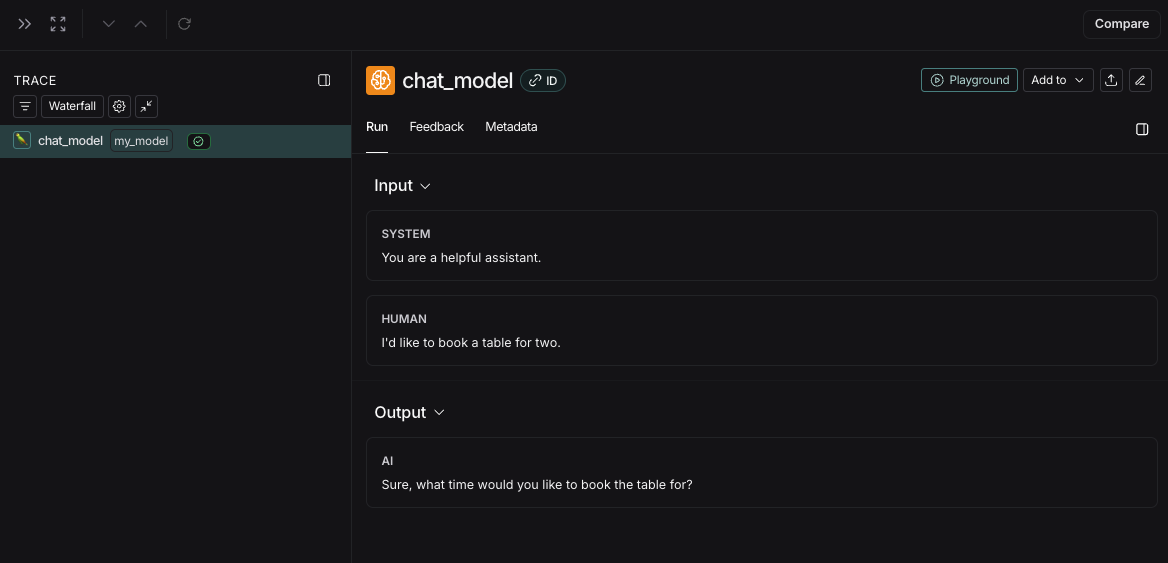 Compare
TRACE
Waterfall
chat_model my_model
chat_model ID
Playground Add to
Run Feedback Metadata
Input
SYSTEM
You are a helpful assistant.
HUMAN
I'd like to book a table for two.
Output
AI
Sure, what time would you like to book the table for?